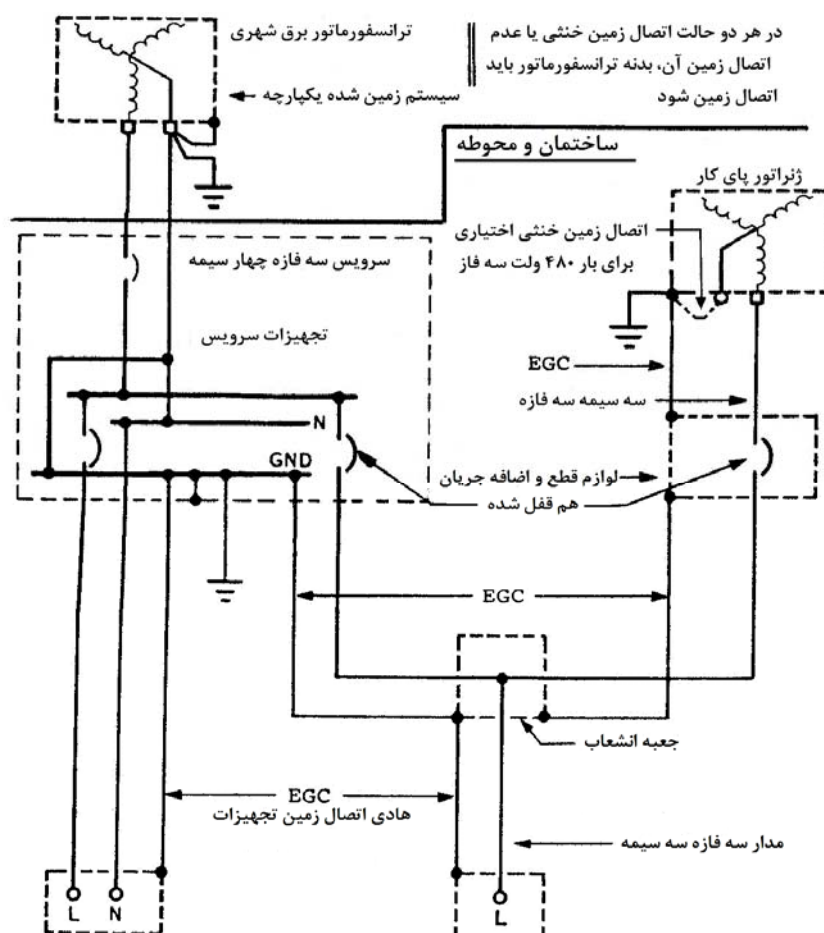 در هر دو حالت اتصال زمین خنثی یا عدم
اتصال زمین آن، بدنه ترانسفورماتور باید
اتصال زمین شود
ترانسفورماتور برق شهری
سیستم زمین شده یکپارچه
ساختمان و محوطه
ژنراتور پای کار
اتصال زمین خنثی اختیاری
برای بار ۴۸۰ ولت سه فاز
سرویس سه فازه چهار سیمه
تجهیزات سرویس
EGC
سه سیمه سه فازه
N
GND
لوازم قطع و اضافه جریان
هم قفل شده
EGC
جعبه انشعاب
EGC
هادی اتصال زمین تجهیزات
مدار سه فازه سه سیمه
L N
L